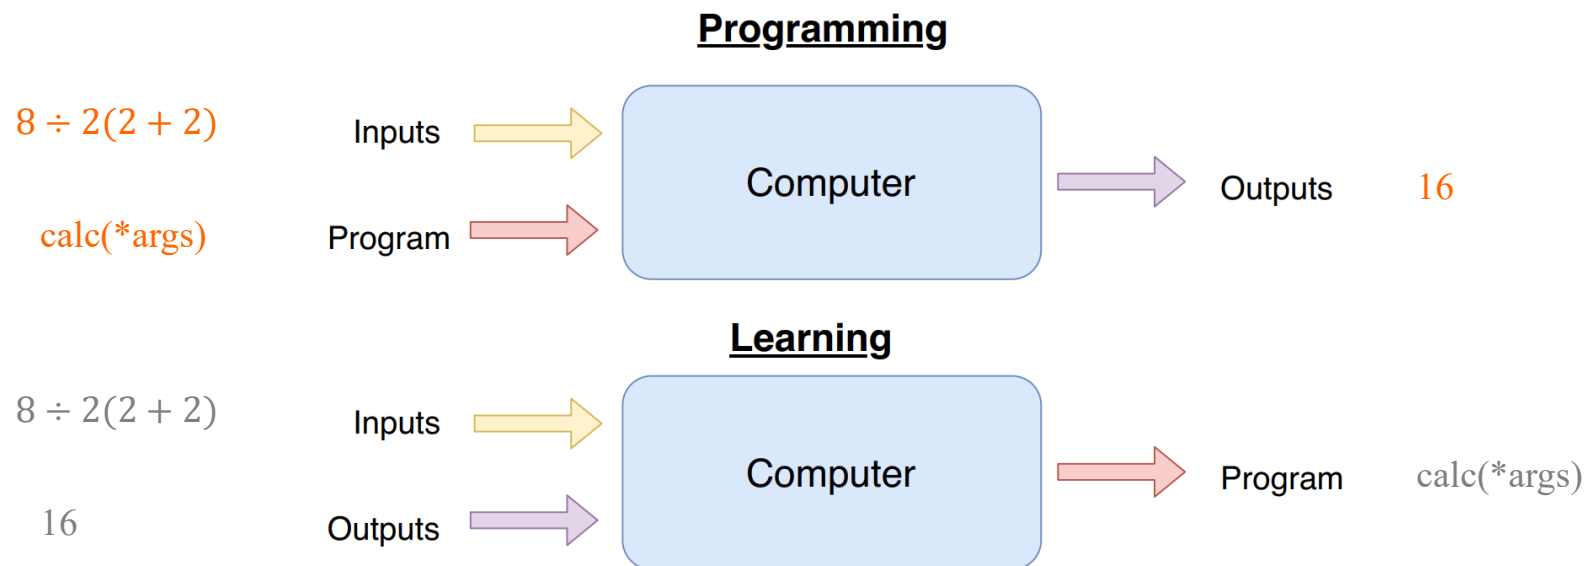 Programming
8 ÷ 2(2 + 2)
Inputs
Computer
Outputs
16
calc(*args)
Program
Learning
8 ÷ 2(2 + 2)
Inputs
Computer
Program
calc(*args)
16
Outputs